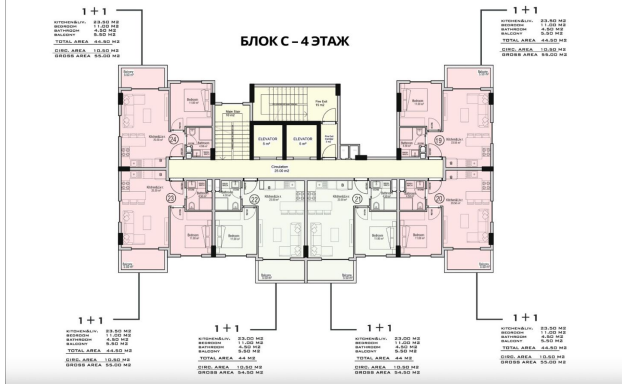 1 + 1
KITCHEN&LIV. 23.50 M2
BEDROOM 11.00 M2
BATHROOM 4.50 M2
BALCONY 5.50 M2
TOTAL AREA 44.50 M2
CIRC. AREA 10.50 M2
GROSS AREA 55.00 M2
БЛОК С – 4 ЭТАЖ
1 + 1
KITCHEN&LIV. 23.50 M2
BEDROOM 11.00 M2
BATHROOM 4.50 M2
BALCONY 5.50 M2
TOTAL AREA 44.50 M2
CIRC. AREA 10.50 M2
GROSS AREA 55.00 M2
Fire Exit
ELEVATOR
ELEVATOR
24
19
Circulation
25.00 m2
23
22
21
20
1 + 1
KITCHEN&LIV. 23.50 M2
BEDROOM 11.00 M2
BATHROOM 4.50 M2
BALCONY 5.50 M2
TOTAL AREA 44.50 M2
CIRC. AREA 10.50 M2
GROSS AREA 55.00 M2
1 + 1
KITCHEN&LIV. 23.00 M2
BEDROOM 11.00 M2
BATHROOM 4.50 M2
BALCONY 5.50 M2
TOTAL AREA 44 M2
CIRC. AREA 10.50 M2
GROSS AREA 54.50 M2
1 + 1
KITCHEN&LIV. 23.00 M2
BEDROOM 11.00 M2
BATHROOM 4.50 M2
BALCONY 5.50 M2
TOTAL AREA 44 M2
CIRC. AREA 10.50 M2
GROSS AREA 54.50 M2
1 + 1
KITCHEN&LIV. 23.50 M2
BEDROOM 11.00 M2
BATHROOM 4.50 M2
BALCONY 5.50 M2
TOTAL AREA 44.50 M2
CIRC. AREA 10.50 M2
GROSS AREA 55.00 M2